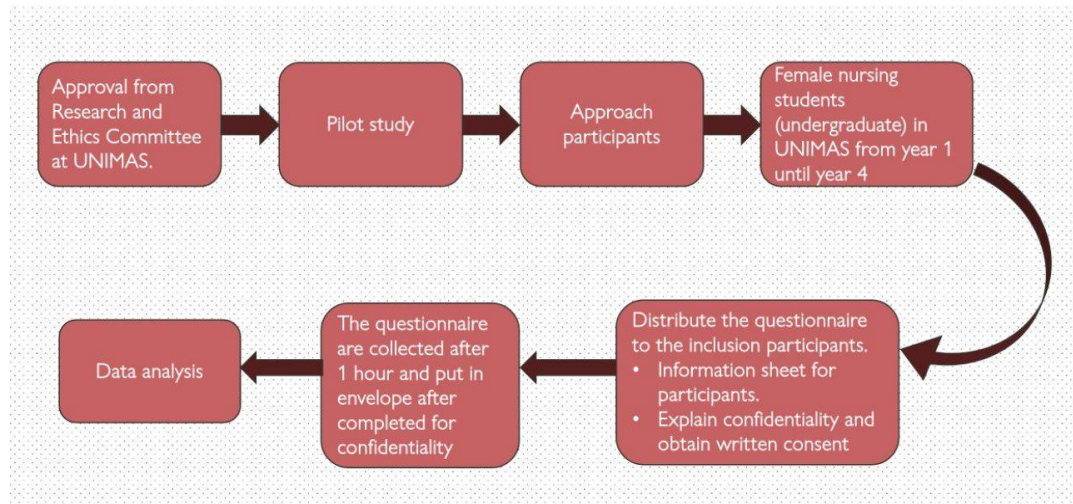 Approval from
Research and
Ethics Committee
at UNIMAS.
Pilot study
Approach
participants
Female nursing
students
(undergraduate) in
UNIMAS from year 1
until year 4
Distribute the questionnaire
to the inclusion participants.
• Information sheet for
participants.
• Explain confidentiality and
obtain written consent
The questionnaire
are collected after
1 hour and put in
envelope after
completed for
confidentiality
Data analysis